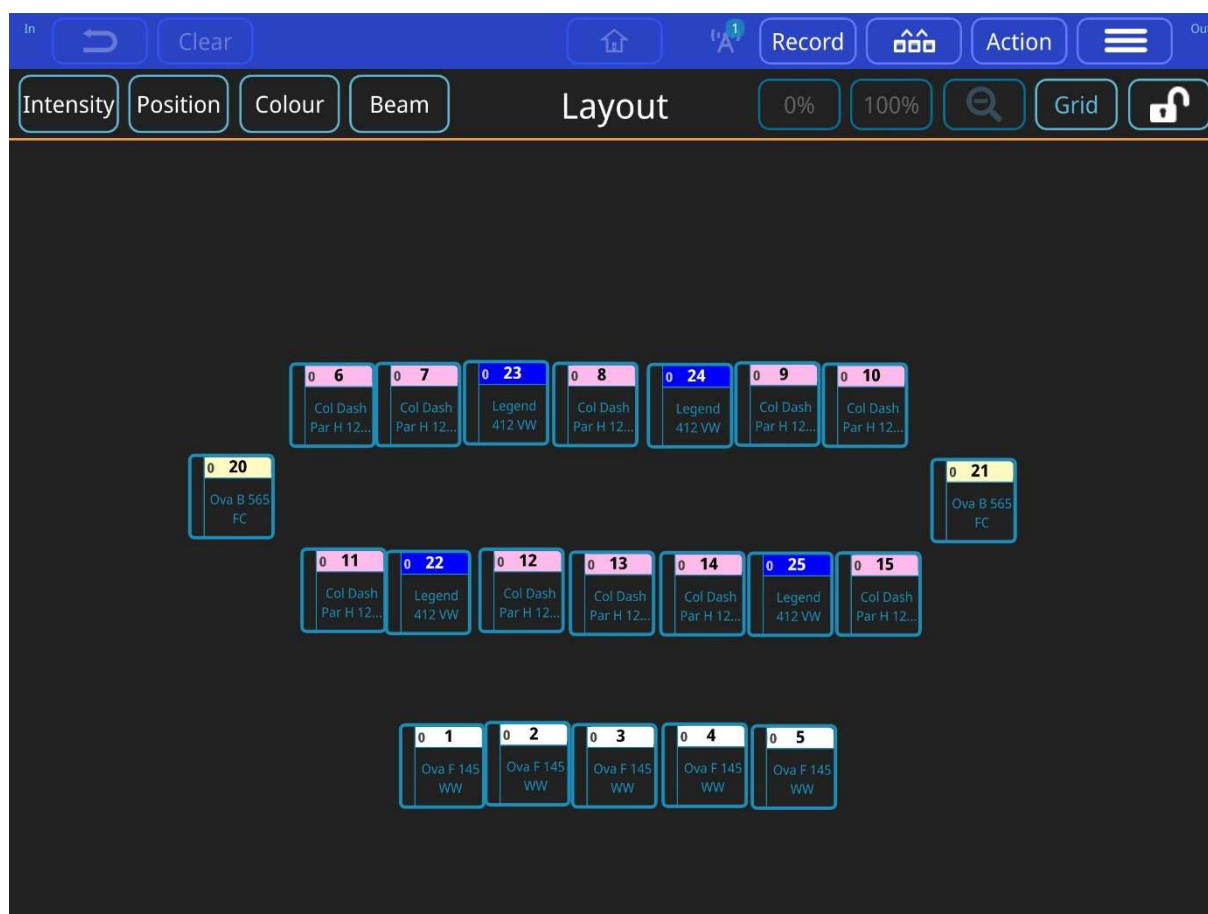 In Clear 1 Record Action Out
Intensity Position Colour Beam Layout 0% 100% Grid
0 6 0 7 0 23 0 8 0 24 0 9 0 10
Col Dash Col Dash Legend Col Dash Legend Col Dash Col Dash
Par H 12... Par H 12... 412 VW Par H 12... 412 VW Par H 12... Par H 12...
0 20 0 21
Ova B 565 Ova B 565
FC FC
0 11 0 22 0 12 0 13 0 14 0 25 0 15
Col Dash Legend Col Dash Col Dash Col Dash Legend Col Dash
Par H 12... 412 VW Par H 12... Par H 12... Par H 12... 412 VW Par H 12...
0 1 0 2 0 3 0 4 0 5
Ova F 145 Ova F 145 Ova F 145 Ova F 145 Ova F 145
WW WW WW WW WW